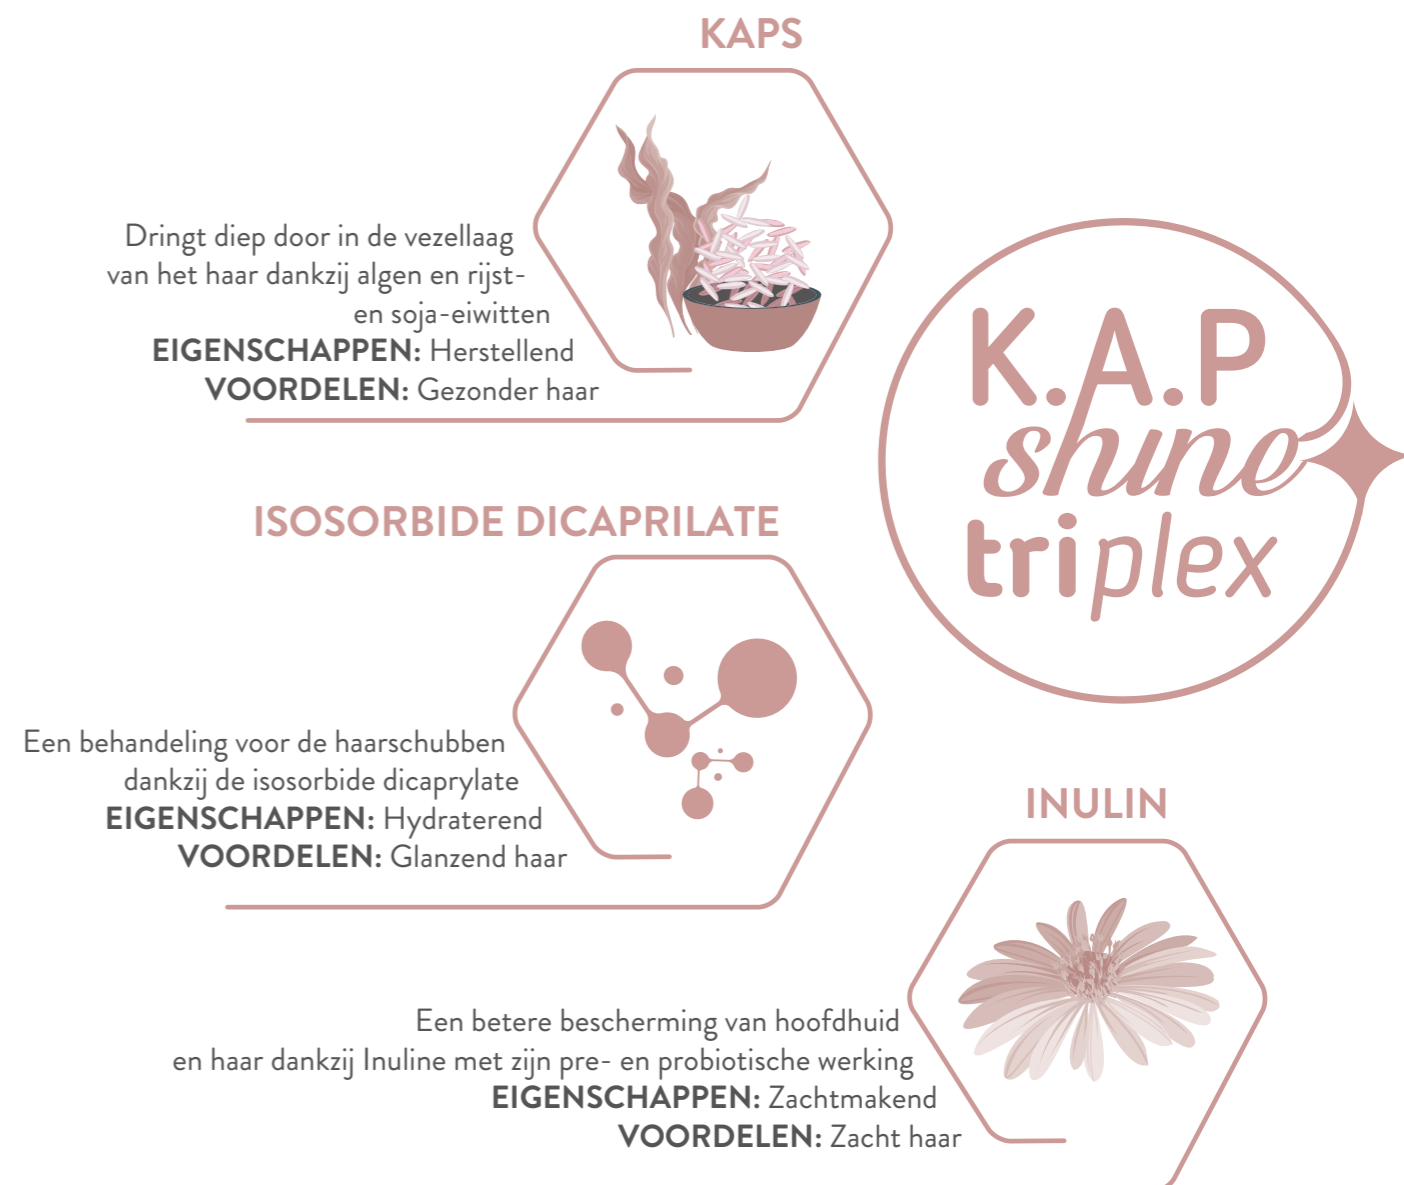 KAPS
Dringt diep door in de vezellaag
van het haar dankzij algen en rijst-
en soja-eiwitten
EIGENSCHAPPEN: Herstellend
VOORDELEN: Gezonder haar
K.A.P
shine
triplex
ISOSORBIDE DICAPRILATE
Een behandeling voor de haarschubben
dankzij de isosorbide dicaprylate
EIGENSCHAPPEN: Hydraterend
VOORDELEN: Glanzend haar
INULIN
Een betere bescherming van hoofdhuid
en haar dankzij Inuline met zijn pre- en probiotische werking
EIGENSCHAPPEN: Zachtmakend
VOORDELEN: Zacht haar